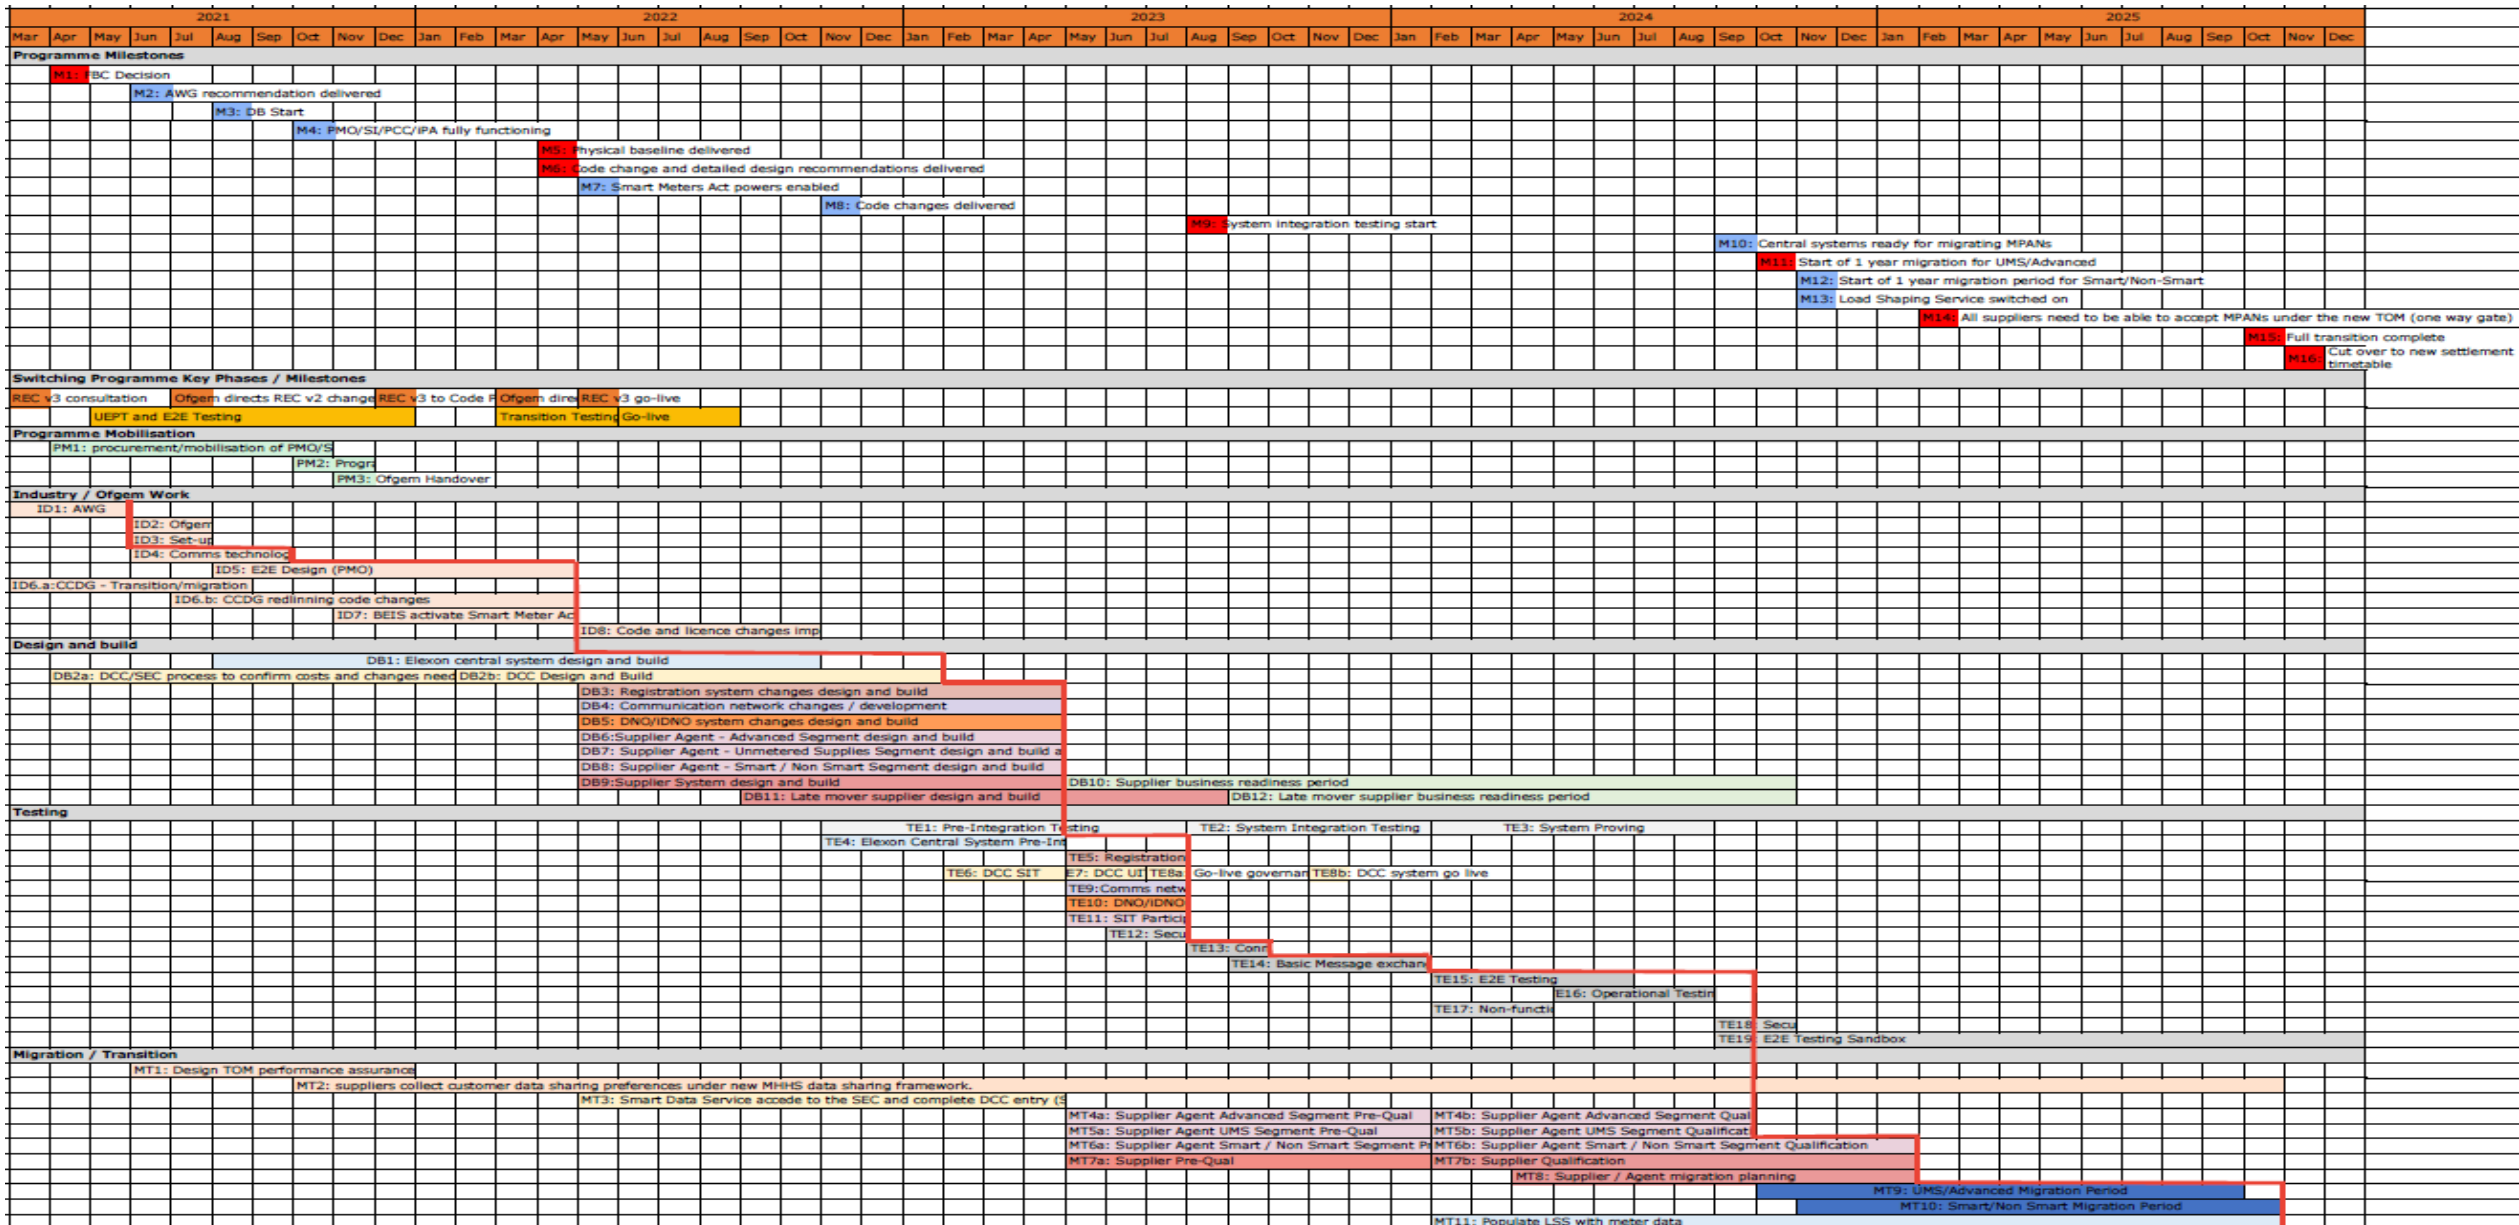 2021 2022 2023 2024 2025
Mar Apr May Jun Jul Aug Sep Oct Nov Dec Jan Feb Mar Apr May Jun Jul Aug Sep Oct Nov Dec Jan Feb Mar Apr May Jun Jul Aug Sep Oct Nov Dec Jan Feb Mar Apr May Jun Jul Aug Sep Oct Nov Dec Jan Feb Mar Apr May Jun Jul Aug Sep Oct Nov Dec
Programme Milestones
M1: FBC Decision
M2: AWG recommendation delivered
M3: DB Start
M4: PMO/SI/PCC/IPA fully functioning
M5: Physical baseline delivered
M6: Code change and detailed design recommendations delivered
M7: Smart Meters Act powers enabled
M8: Code changes delivered
M9: System integration testing start
M10: Central systems ready for migrating MPANs
M11: Start of 1 year migration for UMS/Advanced
M12: Start of 1 year migration period for Smart/Non-Smart
M13: Load Shaping Service switched on
M14: All suppliers need to be able to accept MPANs under the new TOM (one way gate)
M15: Full transition complete
M16: Cut over to new settlement
timetable
Switching Programme Key Phases / Milestones
REC v3 consultation Ofgem directs REC v2 change REC v3 to Code P Ofgem dire REC v3 go-live
UEPT and E2E Testing Transition Testing Go-live
Programme Mobilisation
PM1: procurement/mobilisation of PMO/S
PM2: Progra
PM3: Ofgem Handover
Industry / Ofgem Work
ID1: AWG
ID2: Ofgem
ID3: Set-up
ID4: Comms technolog
ID5: E2E Design (PMO)
ID6.a:CCDG - Transition/migration
ID6.b: CCDG redlinning code changes
ID7: BEIS activate Smart Meter Ac
ID8: Code and licence changes imp
Design and build
DB1: Elexon central system design and build
DB2a: DCC/SEC process to confirm costs and changes need DB2b: DCC Design and Build
DB3: Registration system changes design and build
DB4: Communication network changes / development
DB5: DNO/iDNO system changes design and build
DB6:Supplier Agent - Advanced Segment design and build
DB7: Supplier Agent - Unmetered Supplies Segment design and build a
DB8: Supplier Agent - Smart / Non Smart Segment design and build
DB9:Supplier System design and build DB10: Supplier business readiness period
DB11: Late mover supplier design and build DB12: Late mover supplier business readiness period
Testing
TE1: Pre-Integration Testing TE2: System Integration Testing TE3: System Proving
TE4: Elexon Central System Pre-Int
TE5: Registration
TE6: DCC SIT E7: DCC UI TE8a: Go-live governan TE8b: DCC system go live
TE9:Comms netw
TE10: DNO/iDNO
TE11: SIT Particip
TE12: Secu
TE13: Conn
TE14: Basic Message exchan
TE15: E2E Testing
E16: Operational Testin
TE17: Non-functi
TE18: Secu
TE19: E2E Testing Sandbox
Migration / Transition
MT1: Design TOM performance assurance
MT2: suppliers collect customer data sharing preferences under new MHHS data sharing framework.
MT3: Smart Data Service accede to the SEC and complete DCC entry (S
MT4a: Supplier Agent Advanced Segment Pre-Qual MT4b: Supplier Agent Advanced Segment Qual
MT5a: Supplier Agent UMS Segment Pre-Qual MT5b: Supplier Agent UMS Segment Qualificati
MT6a: Supplier Agent Smart / Non Smart Segment Pr MT6b: Supplier Agent Smart / Non Smart Segment Qualification
MT7a: Supplier Pre-Qual MT7b: Supplier Qualification
MT8: Supplier / Agent migration planning
MT9: UMS/Advanced Migration Period
MT10: Smart/Non Smart Migration Period
MT11: Populate LSS with meter data